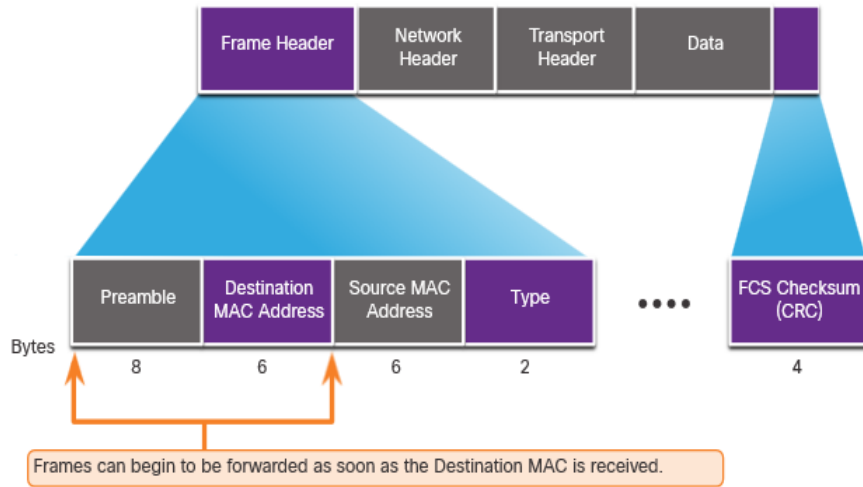 Frame Header
Network
Header
Transport
Header
Data
Preamble
Destination
MAC Address
Source MAC
Address
Type
FCS Checksum
(CRC)
Bytes
8
6
6
2
4
Frames can begin to be forwarded as soon as the Destination MAC is received.